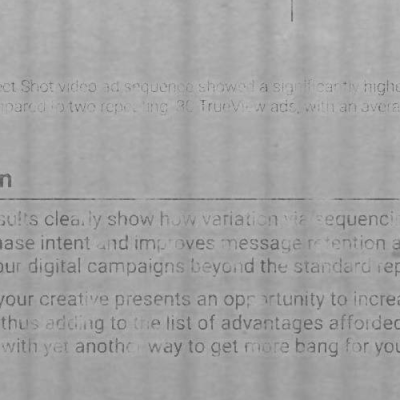 ect Shot video ad sequence showed a significantly highe
mpared to two repeating :30 TrueView ads, with an avera
n
sults clearly show how variation via sequenci
hase intent and improves message retention a
our digital campaigns beyond the standard rep
your creative presents an opportunity to increa
thus adding to the list of advantages afforded
with yet another way to get more bang for you